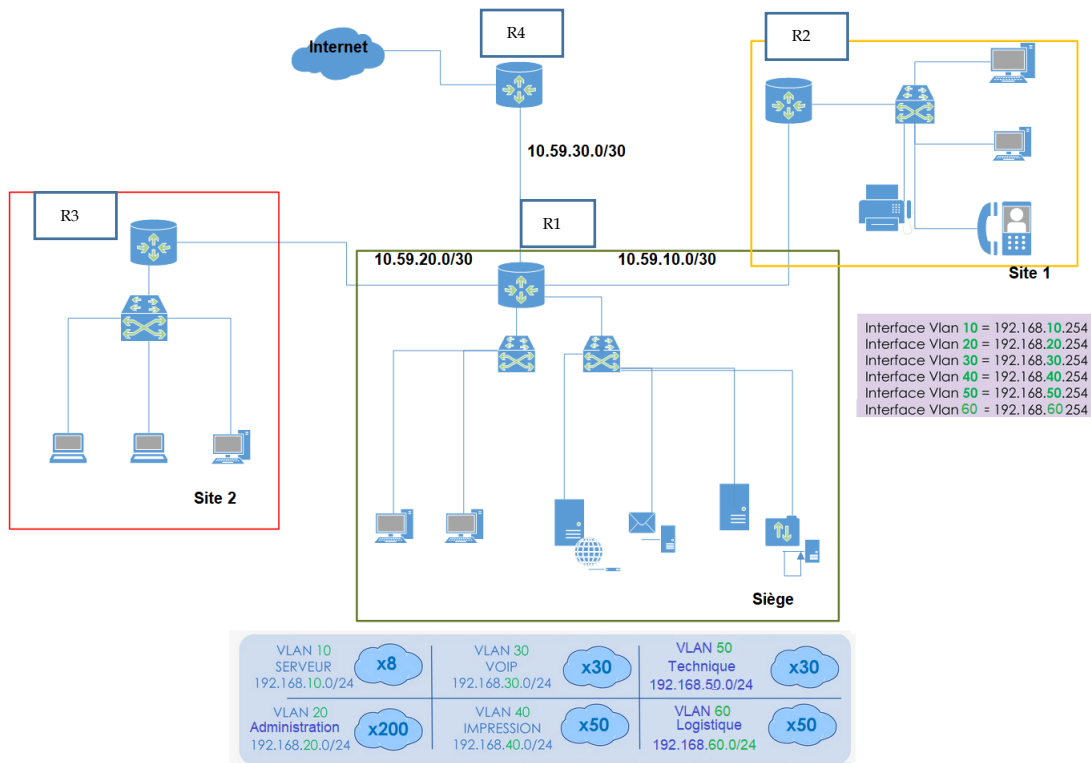 R4
R2
Internet
10.59.30.0/30
R3
R1
10.59.20.0/30
10.59.10.0/30
Site 1
Interface Vlan 10 = 192.168.10.254
Interface Vlan 20 = 192.168.20.254
Interface Vlan 30 = 192.168.30.254
Interface Vlan 40 = 192.168.40.254
Interface Vlan 50 = 192.168.50.254
Interface Vlan 60 = 192.168.60 254
Site 2
Siège
VLAN 10
SERVEUR
192.168.10.0/24
x8
VLAN 30
VOIP
192.168.30.0/24
x30
VLAN 50
Technique
192.168.50.0/24
x30
VLAN 20
Administration
192.168.20.0/24
x200
VLAN 40
IMPRESSION
192.168.40.0/24
x50
VLAN 60
Logistique
192.168.60.0/24
x50